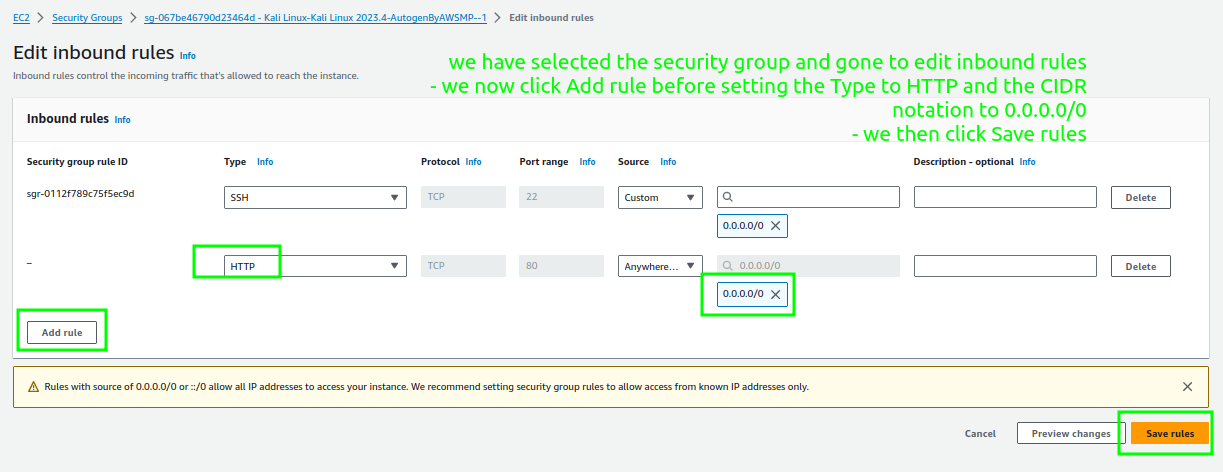 EC2 > Security Groups > sg-067be46790d23464d - Kali Linux-Kali Linux 2023.4-AutogenByAWSMP--1 > Edit inbound rules
Edit inbound rules Info
Inbound rules control the incoming traffic that's allowed to reach the instance.
we have selected the security group and gone to edit inbound rules
- we now click Add rule before setting the Type to HTTP and the CIDR
notation to 0.0.0.0/0
- we then click Save rules
Inbound rules Info
Security group rule ID Type Info Protocol Info Port range Info Source Info Description - optional Info
sgr-0112f789c75f5ec9d SSH TCP 22 Custom Delete
0.0.0.0/0
– HTTP TCP 80 Anywhere... 0.0.0.0/0 Delete
0.0.0.0/0
Add rule
Rules with source of 0.0.0.0/0 or ::/0 allow all IP addresses to access your instance. We recommend setting security group rules to allow access from known IP addresses only.
Cancel Preview changes Save rules